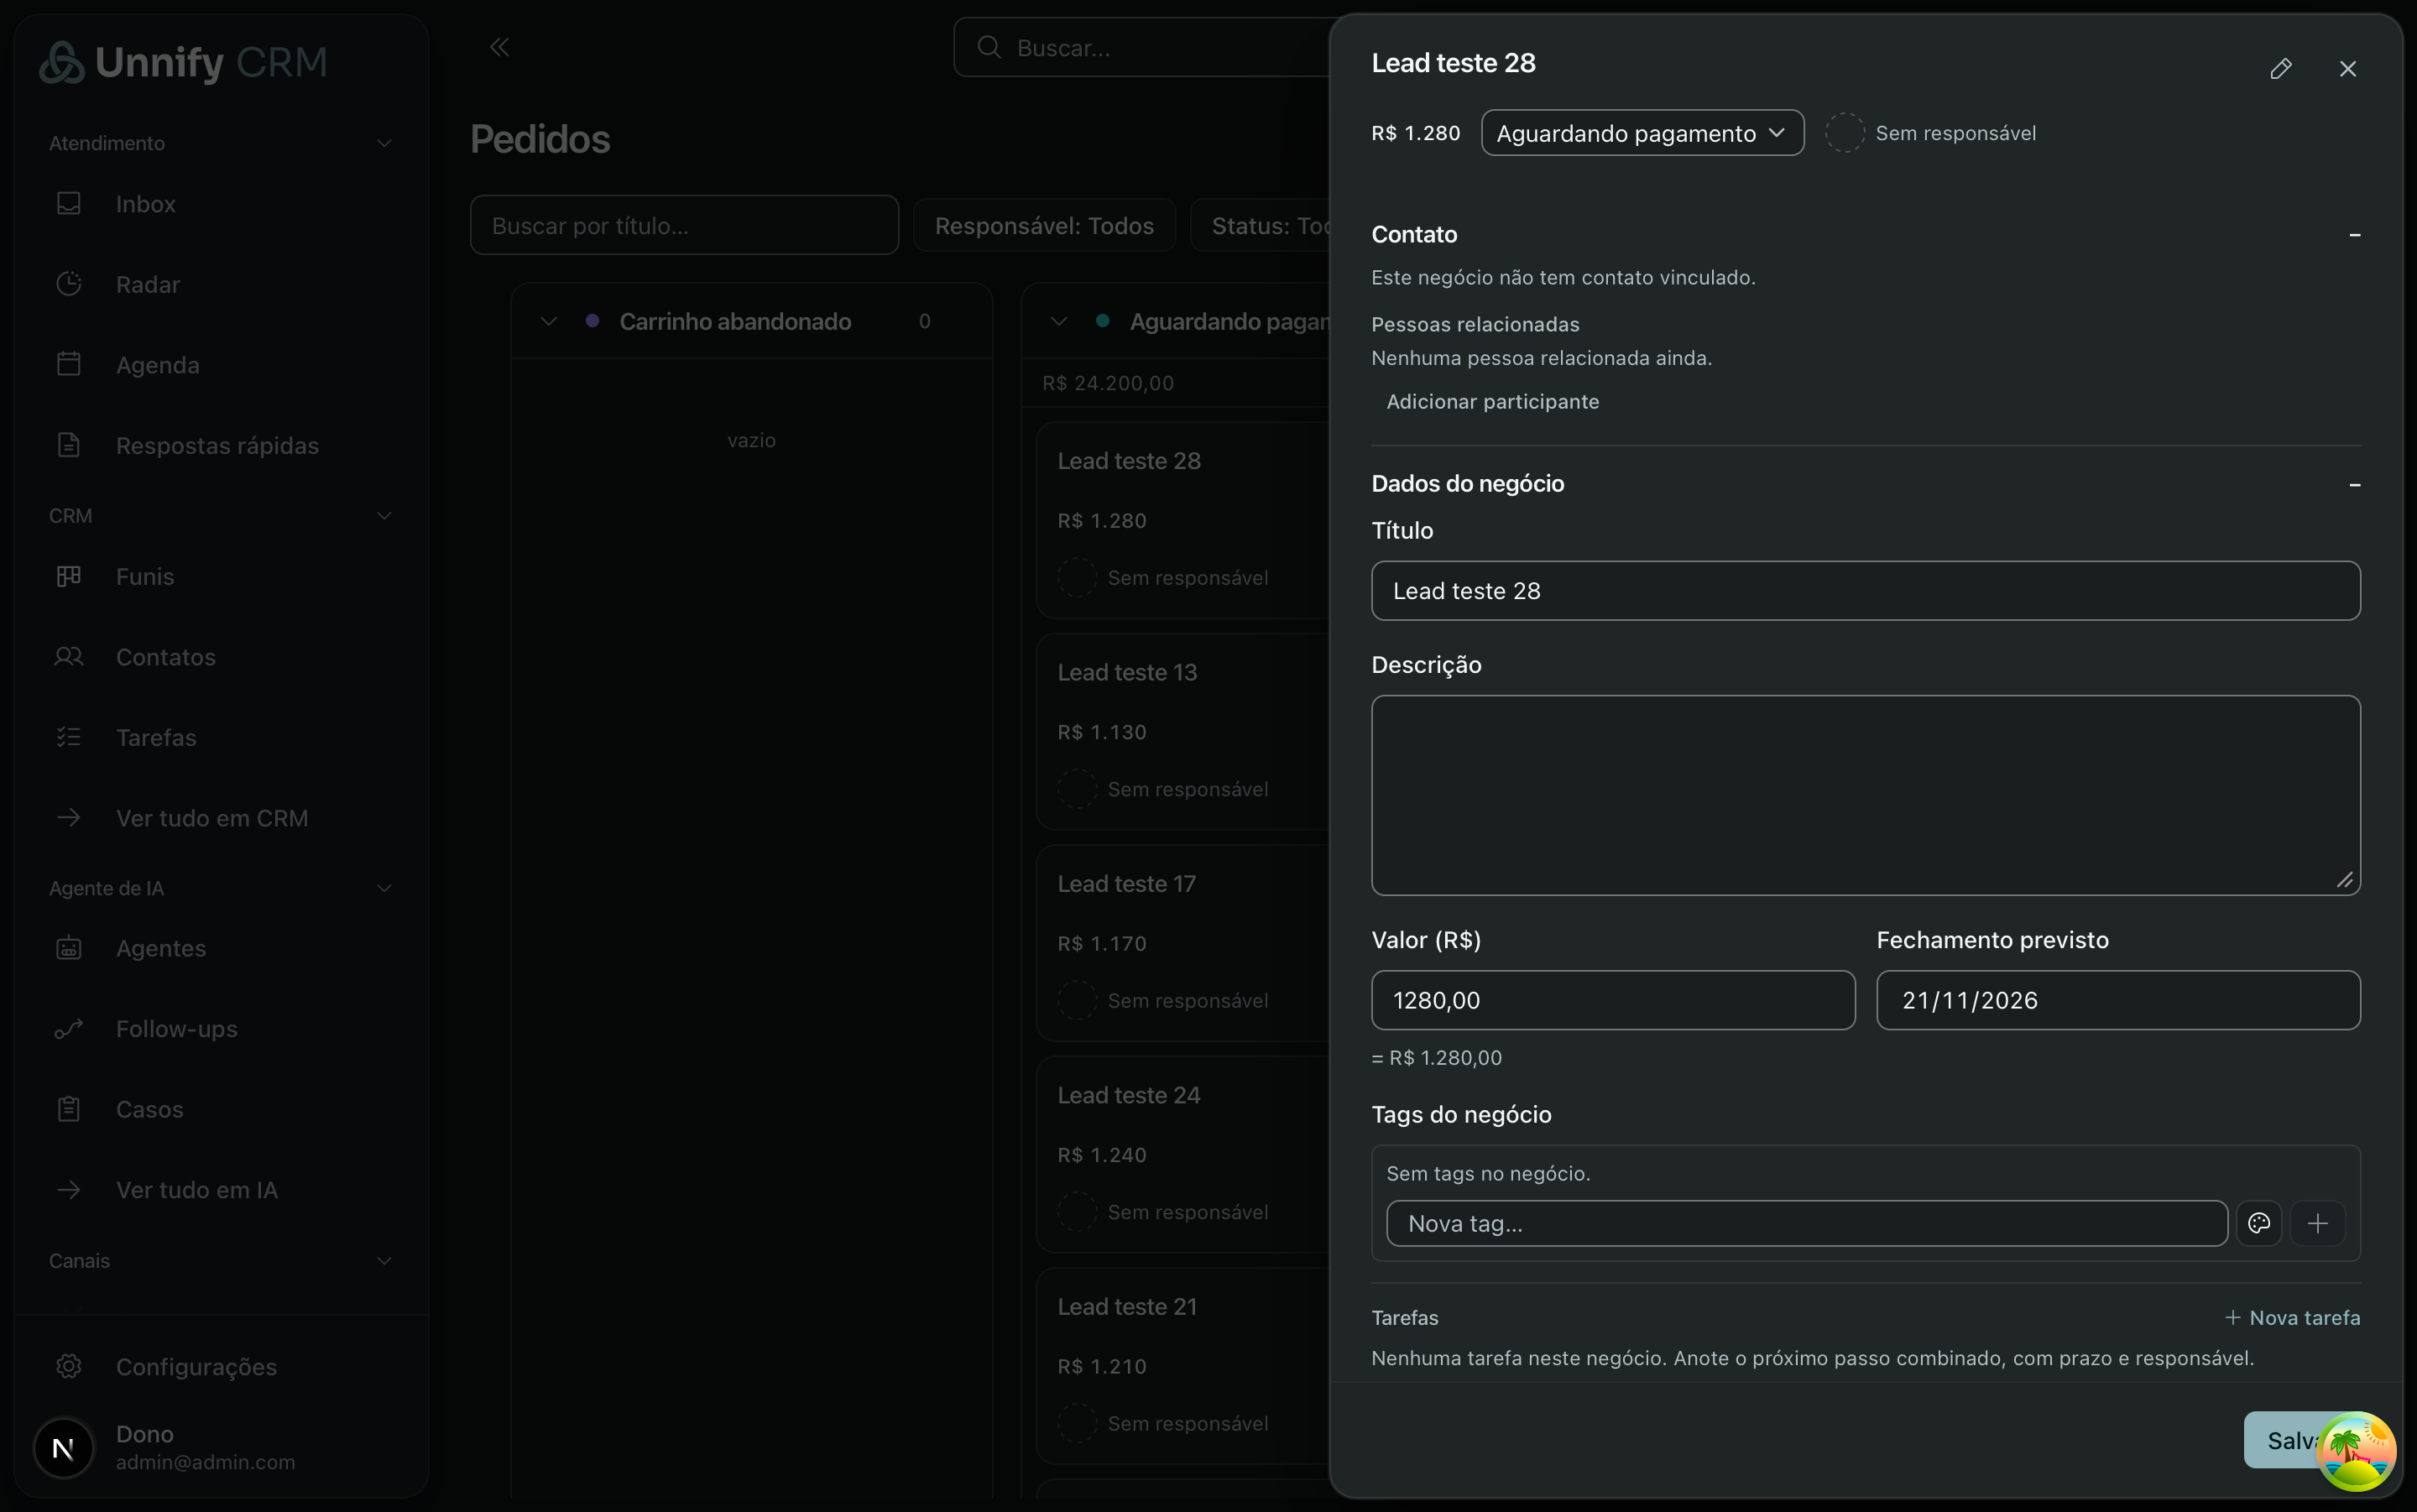 Unnify CRM
Atendimento
Inbox
Radar
Agenda
Respostas rápidas
CRM
Funis
Contatos
Tarefas
Ver tudo em CRM
Agente de IA
Agentes
Follow-ups
Casos
Ver tudo em IA
Canais
Configurações
N
Dono
admin@admin.com
Buscar...
Pedidos
Buscar por título...
Responsável: Todos
Status:
Carrinho abandonado 0
vazio
Aguardando
R$ 24.200,00
Lead teste 28
R$ 1.280
Sem responsável
Lead teste 13
R$ 1.130
Sem responsável
Lead teste 17
R$ 1.170
Sem responsável
Lead teste 24
R$ 1.240
Sem responsável
Lead teste 21
R$ 1.210
Sem responsável
Lead teste 28
R$ 1.280 Aguardando pagamento Sem responsável
Contato
Este negócio não tem contato vinculado.
Pessoas relacionadas
Nenhuma pessoa relacionada ainda.
Adicionar participante
Dados do negócio
Título
Lead teste 28
Descrição
Valor (R$) Fechamento previsto
1280,00 21/11/2026
= R$ 1.280,00
Tags do negócio
Sem tags no negócio.
Nova tag...
Tarefas + Nova tarefa
Nenhuma tarefa neste negócio. Anote o próximo passo combinado, com prazo e responsável.